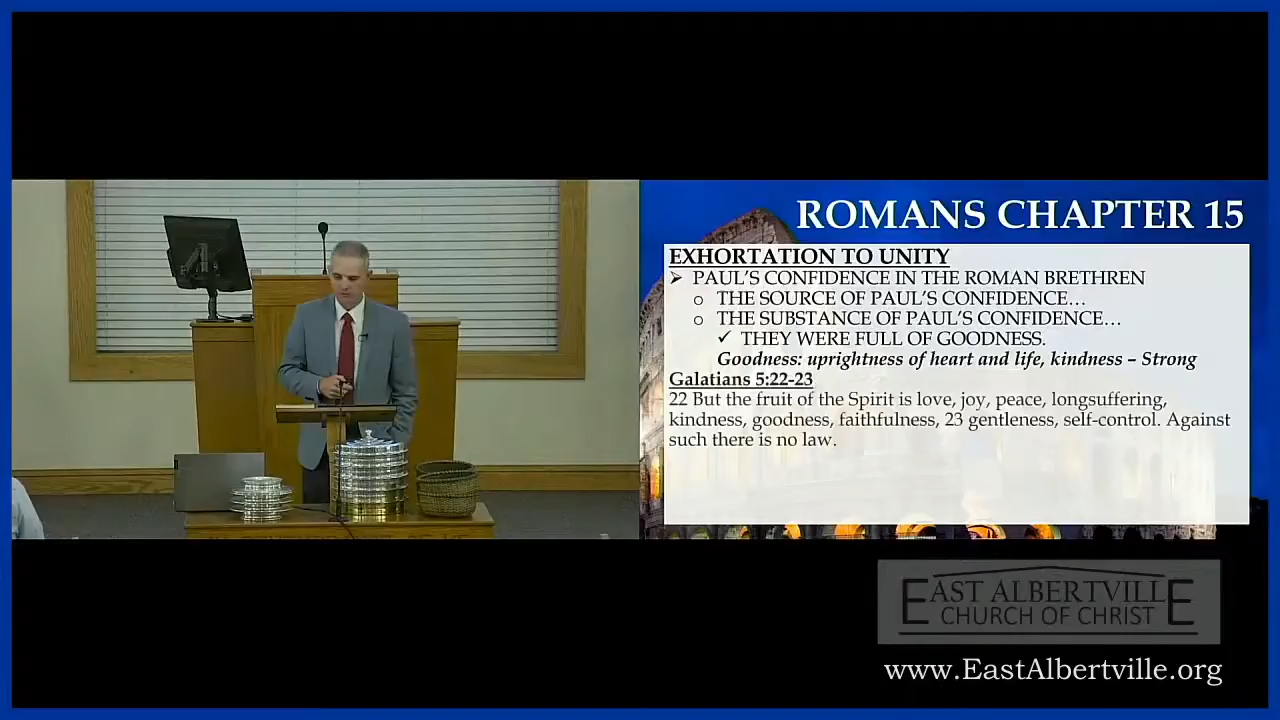 ROMANS CHAPTER 15
EXHORTATION TO UNITY
➢ PAUL'S CONFIDENCE IN THE ROMAN BRETHREN
o THE SOURCE OF PAUL'S CONFIDENCE…
o THE SUBSTANCE OF PAUL'S CONFIDENCE…
✓ THEY WERE FULL OF GOODNESS.
Goodness: uprightness of heart and life, kindness – Strong
Galatians 5:22-23
22 But the fruit of the Spirit is love, joy, peace, longsuffering,
kindness, goodness, faithfulness, 23 gentleness, self-control. Against
such there is no law.
EAST ALBERTVILLE
CHURCH OF CHRIST
www.EastAlbertville.org